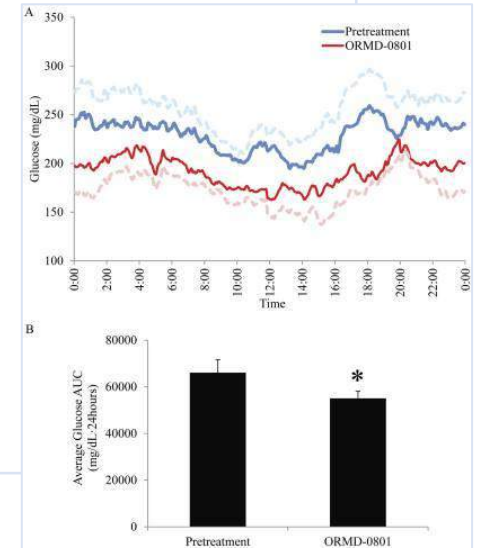 A
350
300
250
200
150
100
Glucose (mg/dL)
Pretreatment
ORMD-0801
0:00
2:00
4:00
6:00
8:00
10:00
12:00
14:00
16:00
18:00
20:00
22:00
0:00
Time
B
80000
60000
40000
20000
0
Average Glucose AUC
(mg/dL·24hours)
*
Pretreatment
ORMD-0801